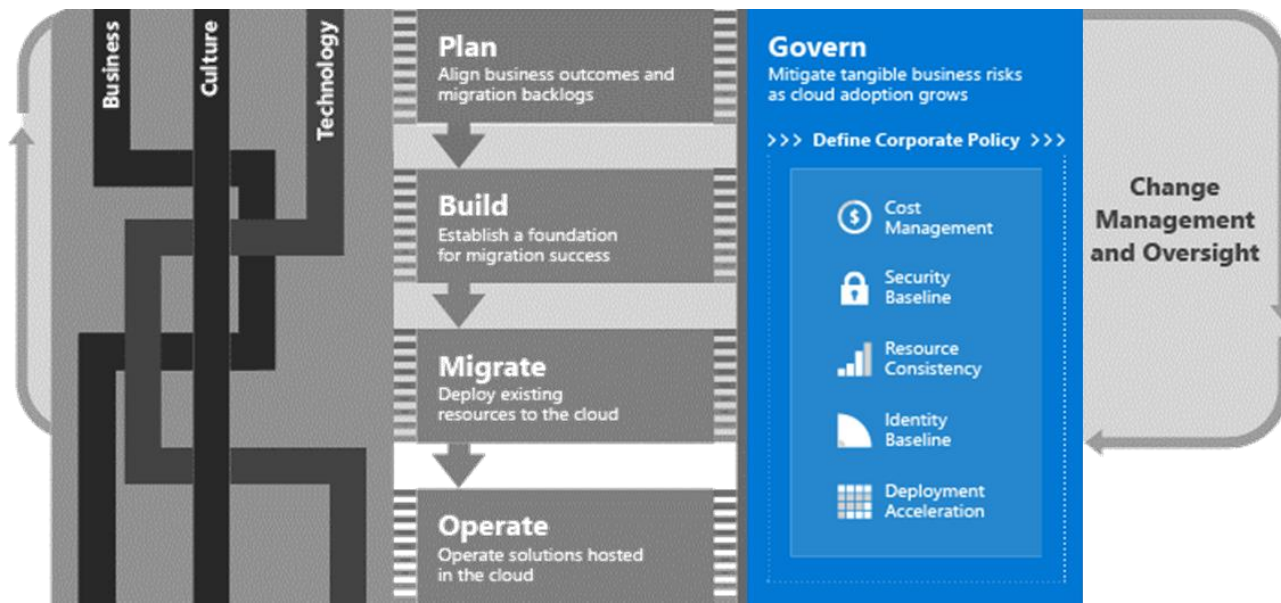 Business
Culture
Technology
Plan
Align business outcomes and
migration backlogs
Build
Establish a foundation
for migration success
Migrate
Deploy existing
resources to the cloud
Operate
Operate solutions hosted
in the cloud
Govern
Mitigate tangible business risks
as cloud adoption grows
>>> Define Corporate Policy >>>
Cost
Management
Security
Baseline
Resource
Consistency
Identity
Baseline
Deployment
Acceleration
Change
Management
and Oversight